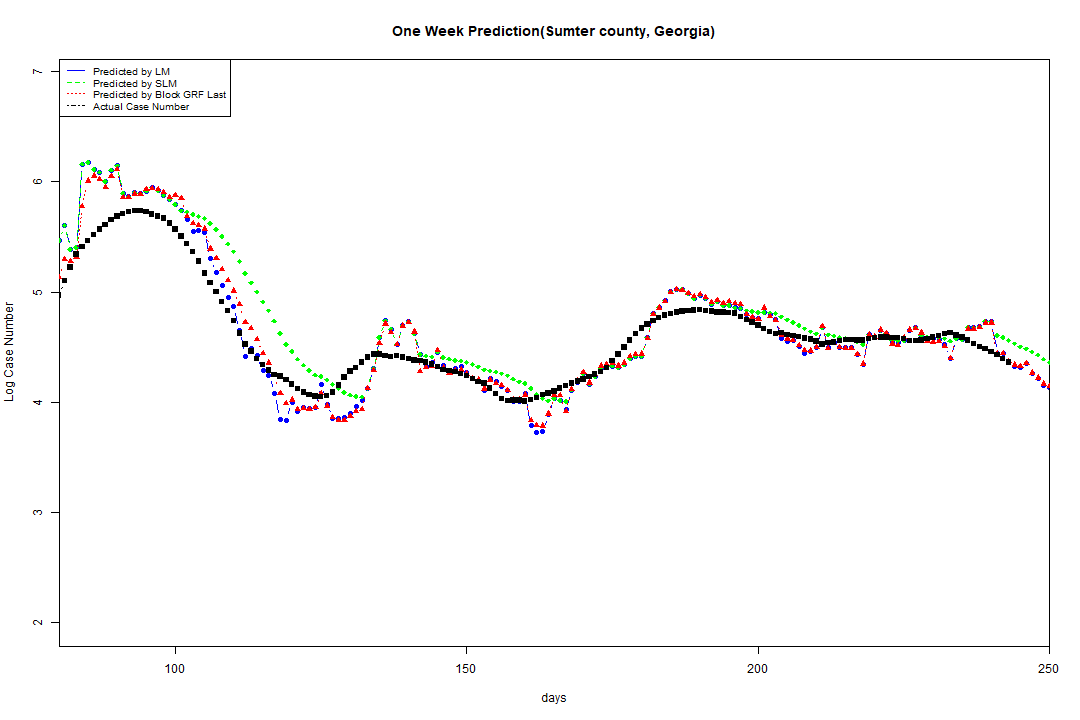 One Week Prediction(Sumter county, Georgia)
Predicted by LM
Predicted by SLM
Predicted by Block GRF Last
Actual Case Number
7
6
5
4
3
2
Log Case Number
100 150 200 250
days